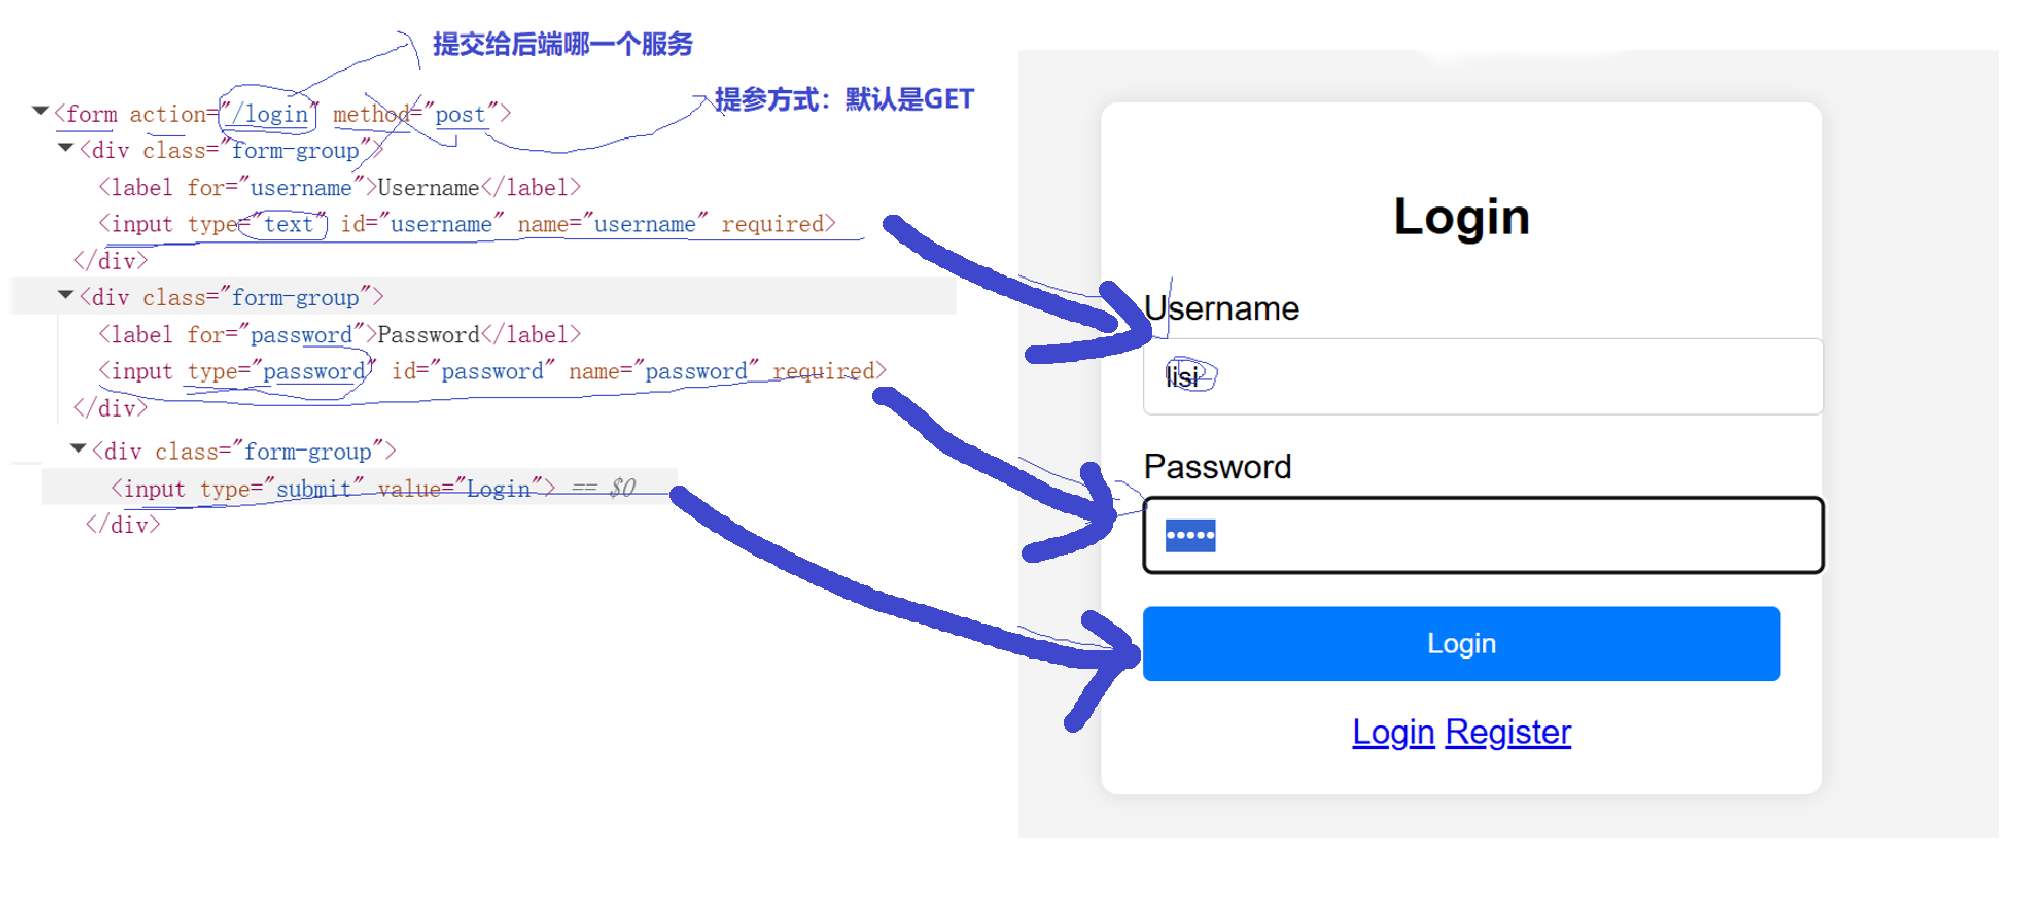 提交给后端哪一个服务
提参方式：默认是GET
<form action="/login" method="post">
<div class="form-group">
<label for="username">Username</label>
<input type="text" id="username" name="username" required>
</div>
<div class="form-group">
<label for="password">Password</label>
<input type="password" id="password" name="password" required>
</div>
<div class="form-group">
<input type="submit" value="Login"> == $0
</div>
Login
Username
lisi
Password
•••••
Login
Login Register